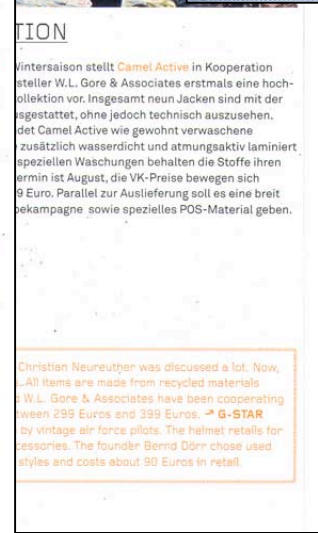 TION
Wintersaison stellt Camel Active in Kooperation
steller W.L. Gore & Associates erstmals eine hoch-
ollektion vor. Insgesamt neun Jacken sind mit der
usgestattet, ohne jedoch technisch auszusehen.
det Camel Active wie gewohnt verwaschene
zusätzlich wasserdicht und atmungsaktiv laminiert
speziellen Waschungen behalten die Stoffe ihren
ermin ist August, die VK-Preise bewegen sich
9 Euro. Parallel zur Auslieferung soll es eine breit
bekampagne sowie spezielles POS-Material geben.
Christian Neureuther was discussed a lot. Now,
. All items are made from recycled materials
W.L. Gore & Associates have been cooperating
tween 299 Euros and 399 Euros. ↗ G-STAR
by vintage air force pilots. The helmet retails for
cessories. The founder Bernd Dörr chose used
styles and costs about 90 Euros in retail.